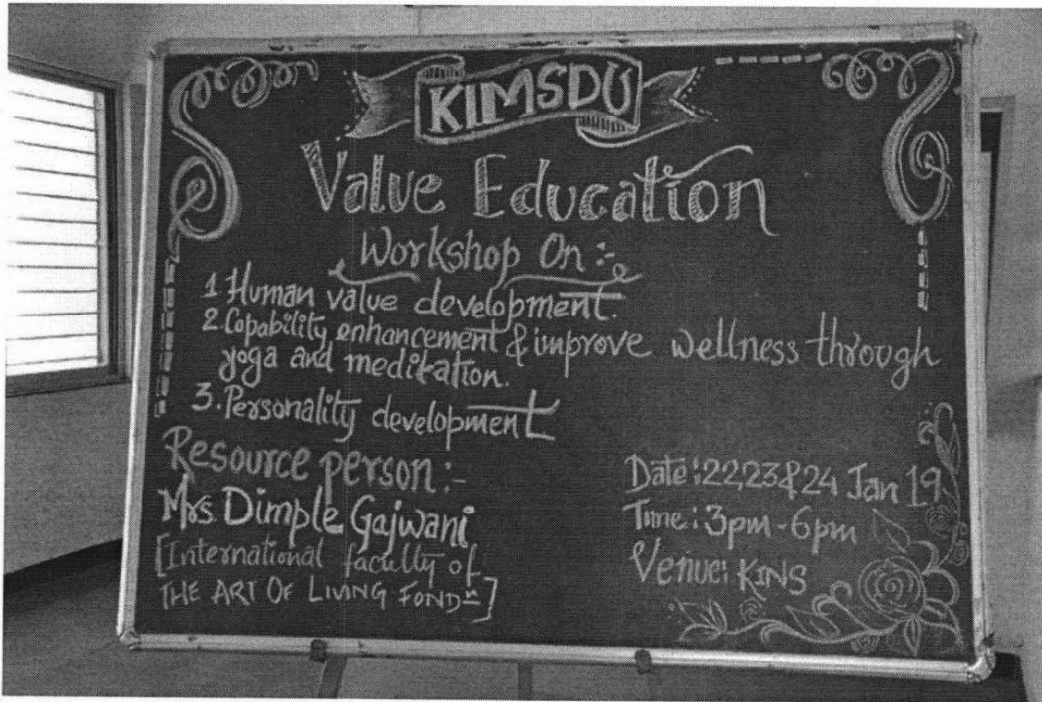 KIMSDU
Value Education
Workshop On :-
1 Human value development.
2. Capability enhancement & improve wellness through
yoga and meditation.
3. Personality development
Resource person :-
Mrs. Dimple Gajwani
[International faculty of
THE ART OF LIVING FONDn]
Date : 22,23 & 24 Jan 19
Time : 3pm - 6pm
Venue: KINS